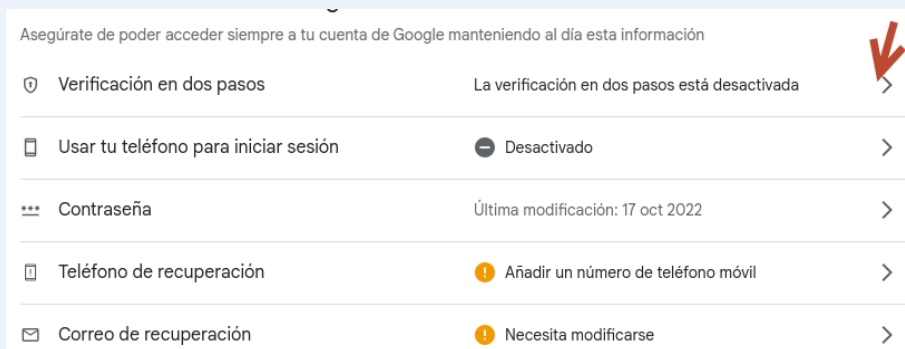 Asegúrate de poder acceder siempre a tu cuenta de Google manteniendo al día esta información
Verificación en dos pasos La verificación en dos pasos está desactivada
Usar tu teléfono para iniciar sesión Desactivado
Contraseña Última modificación: 17 oct 2022
Teléfono de recuperación Añadir un número de teléfono móvil
Correo de recuperación Necesita modificarse